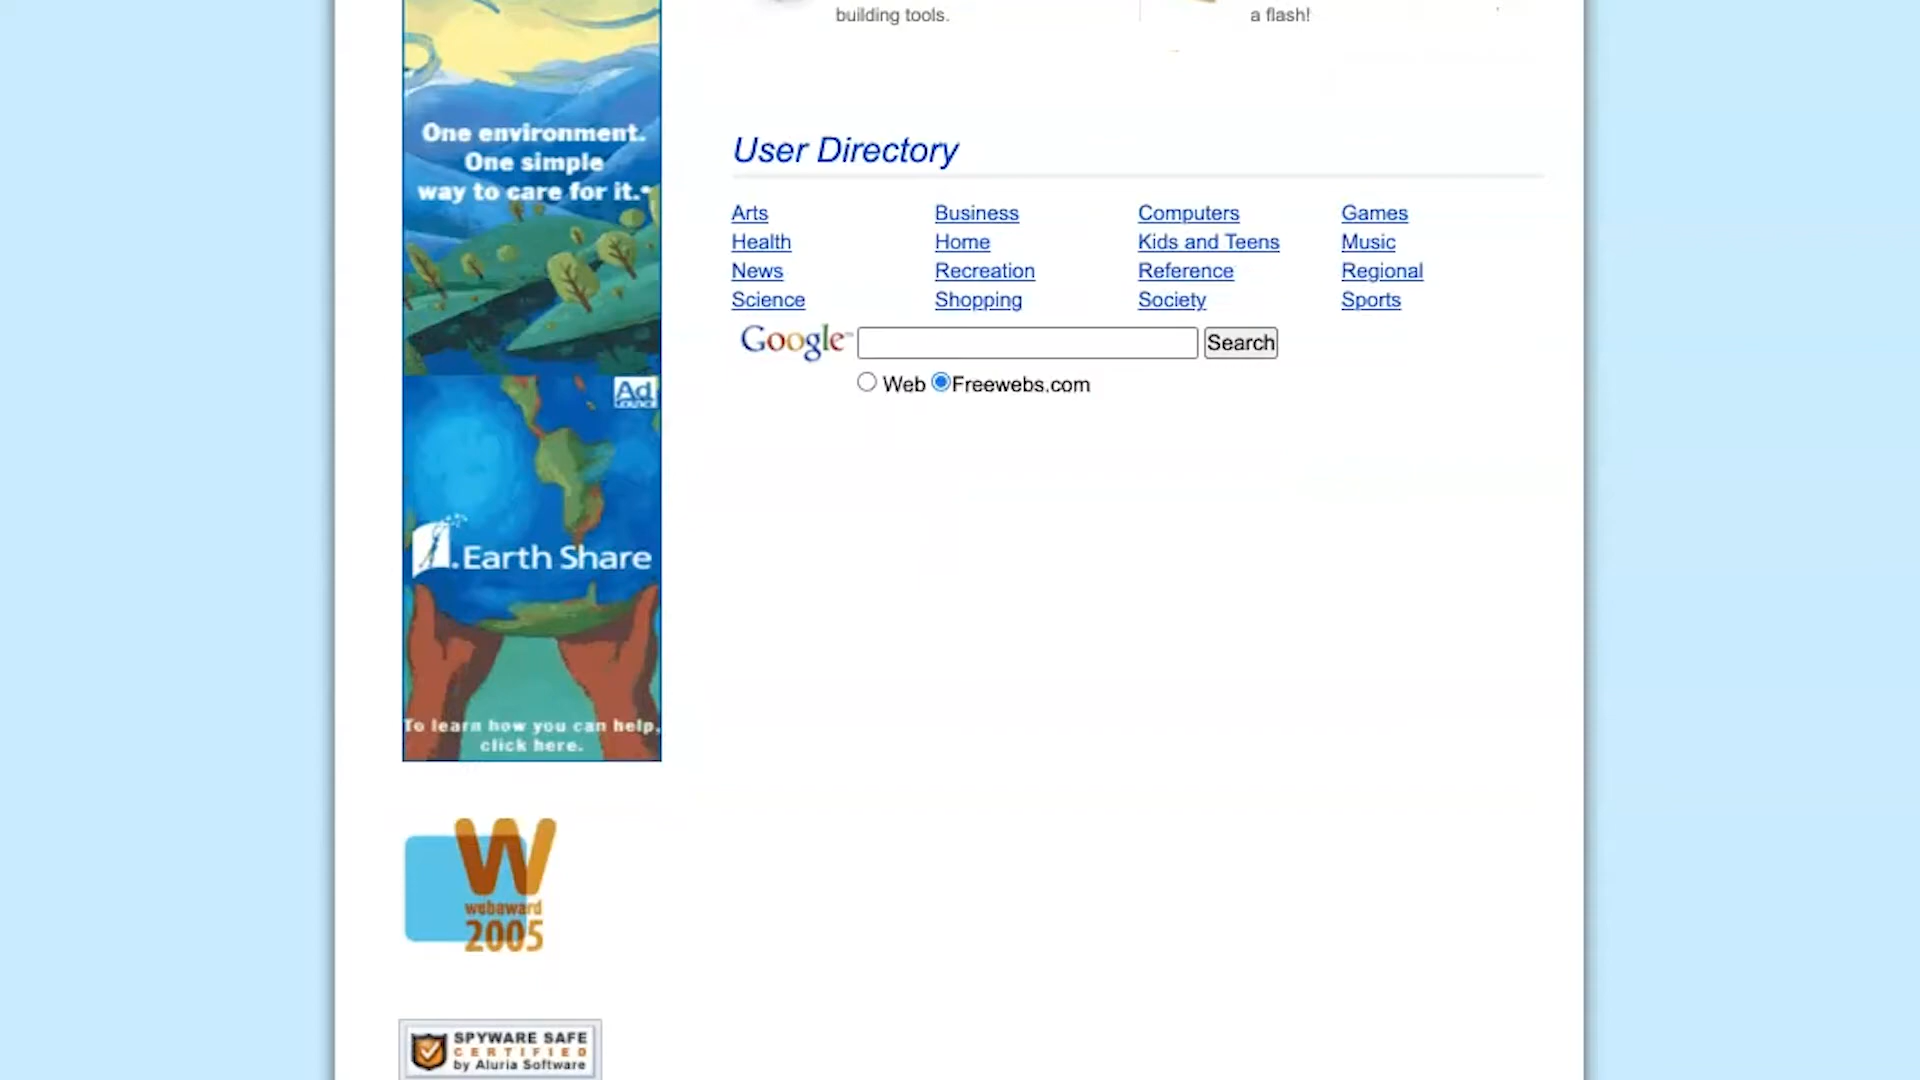 building tools.
a flash!
One environment.
One simple
way to care for it.
Ad
COUNCIL
Earth Share
To learn how you can help,
click here.
webaward
2005
SPYWARE SAFE
CERTIFIED
by Aluria Software
User Directory
Arts Business Computers Games
Health Home Kids and Teens Music
News Recreation Reference Regional
Science Shopping Society Sports
Google™ Search
Web Freewebs.com